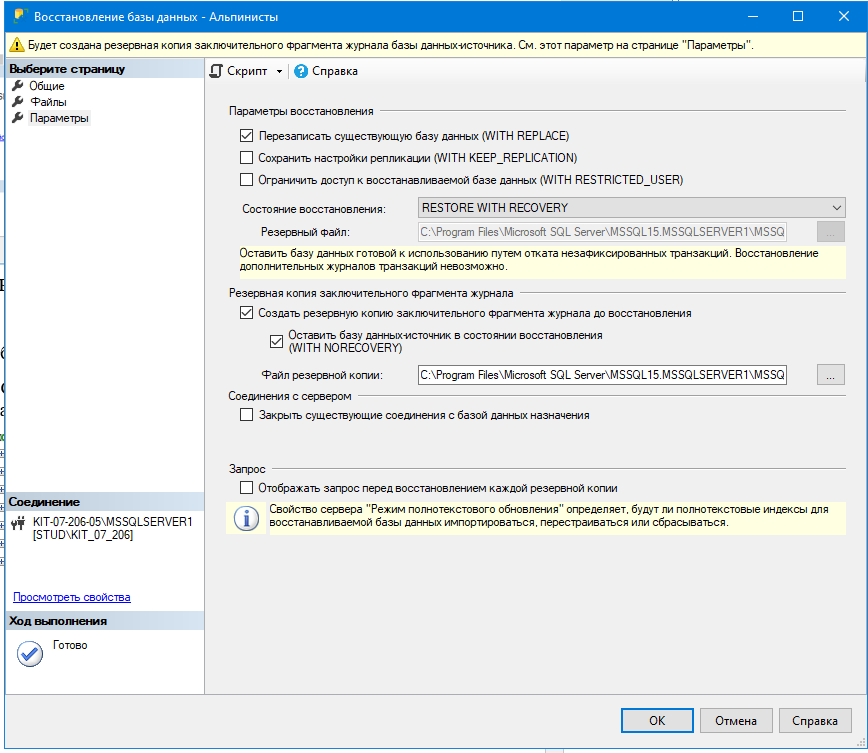 Восстановление базы данных - Альпинисты
Будет создана резервная копия заключительного фрагмента журнала базы данных-источника. См. этот параметр на странице "Параметры".
Выберите страницу
Общие
Файлы
Параметры
Скрипт
Справка
Параметры восстановления
Перезаписать существующую базу данных (WITH REPLACE)
Сохранить настройки репликации (WITH KEEP_REPLICATION)
Ограничить доступ к восстанавливаемой базе данных (WITH RESTRICTED_USER)
Состояние восстановления:
RESTORE WITH RECOVERY
Резервный файл:
C:\Program Files\Microsoft SQL Server\MSSQL15.MSSQLSERVER1\MSSQ
...
Оставить базу данных готовой к использованию путем отката незафиксированных транзакций. Восстановление
дополнительных журналов транзакций невозможно.
Резервная копия заключительного фрагмента журнала
Создать резервную копию заключительного фрагмента журнала до восстановления
Оставить базу данных-источник в состоянии восстановления
(WITH NORECOVERY)
Файл резервной копии:
C:\Program Files\Microsoft SQL Server\MSSQL15.MSSQLSERVER1\MSSQ
...
Соединения с сервером
Закрыть существующие соединения с базой данных назначения
Запрос
Отображать запрос перед восстановлением каждой резервной копии
Свойство сервера "Режим полнотекстового обновления" определяет, будут ли полнотекстовые индексы для
восстанавливаемой базы данных импортироваться, перестраиваться или сбрасываться.
Соединение
KIT-07-206-05\MSSQLSERVER1
[STUD\KIT_07_206]
Просмотреть свойства
Ход выполнения
Готово
ОК
Отмена
Справка